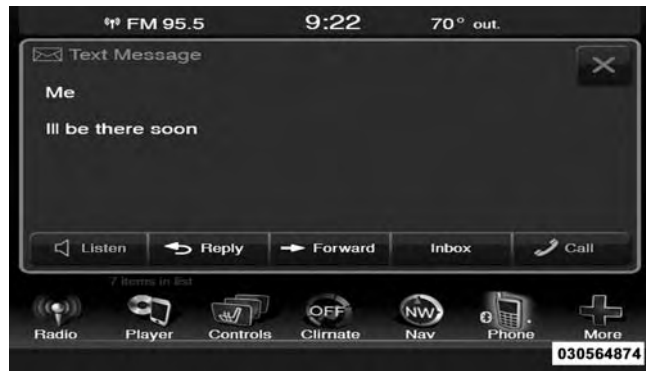 FM 95.5 9:22 70° out.
Text Message
Me
Ill be there soon
Listen Reply Forward Inbox Call
7 items in list
OFF NW
Radio Player Controls Climate Nav Phone More
030564874